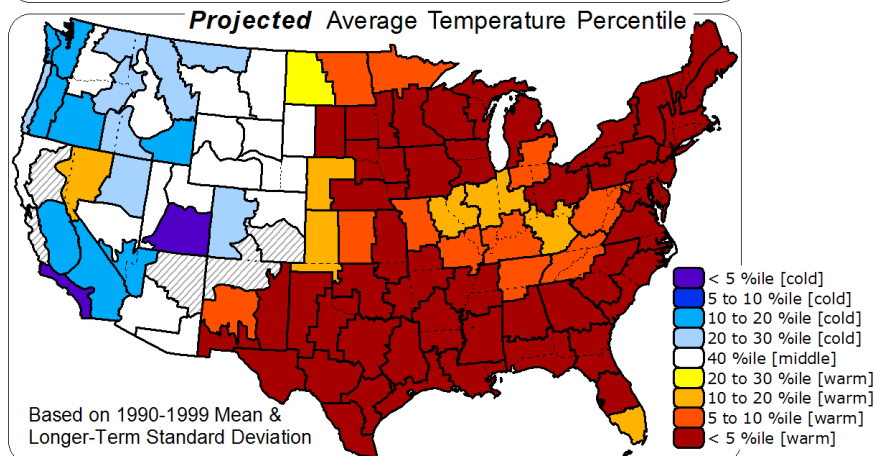 Projected Average Temperature Percentile
< 5 %ile [cold]
5 to 10 %ile [cold]
10 to 20 %ile [cold]
20 to 30 %ile [cold]
40 %ile [middle]
20 to 30 %ile [warm]
10 to 20 %ile [warm]
5 to 10 %ile [warm]
< 5 %ile [warm]
Based on 1990-1999 Mean &
Longer-Term Standard Deviation